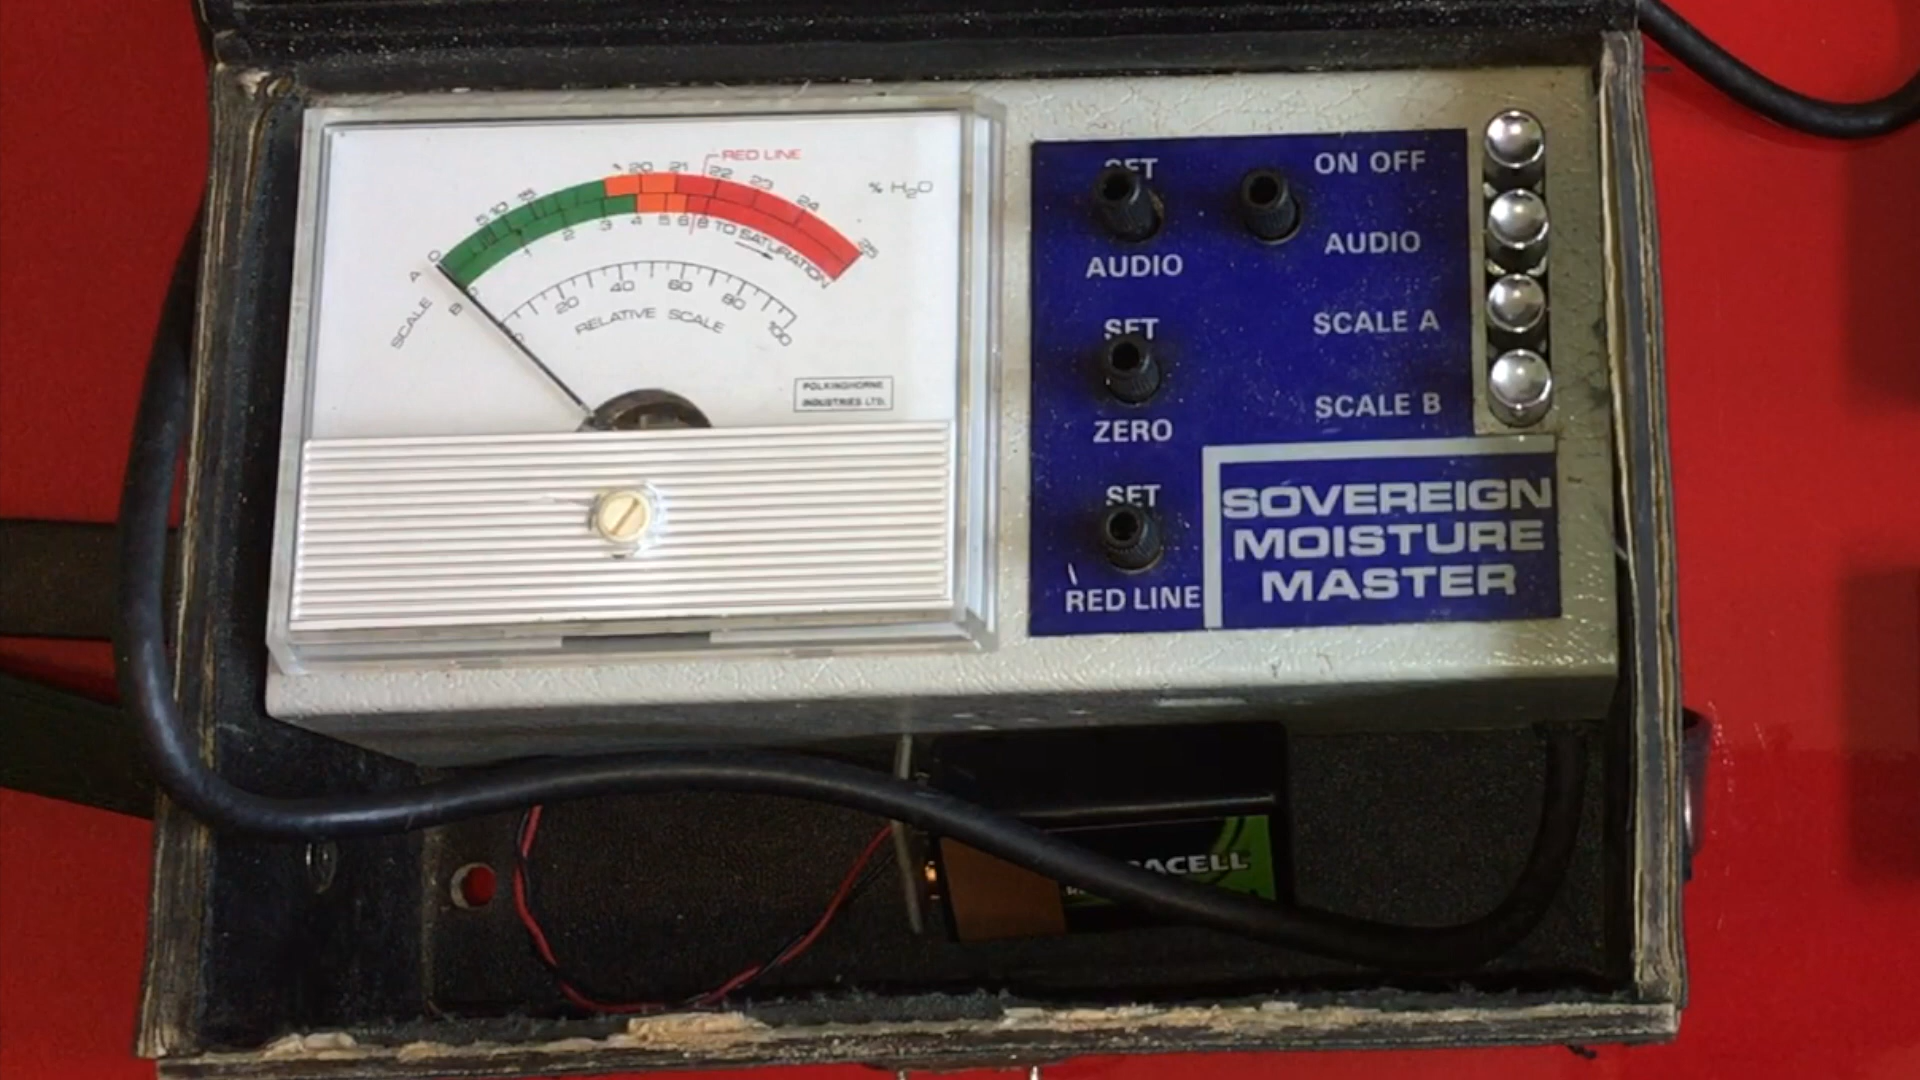 RED LINE
20 21 22 23 24 25
% H₂O
0 5 10 15
A
B
SCALE
0 1 2 3 4 5 6 8 TO SATURATION
0 20 40 60 80 100
RELATIVE SCALE
POLKINGHORNE
INDUSTRIES LTD.
SET
AUDIO
SET
ZERO
SET
RED LINE
ON OFF
AUDIO
SCALE A
SCALE B
SOVEREIGN
MOISTURE
MASTER
ACELL